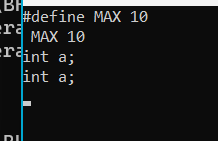 #define MAX 10
 MAX 10
int a;
int a;